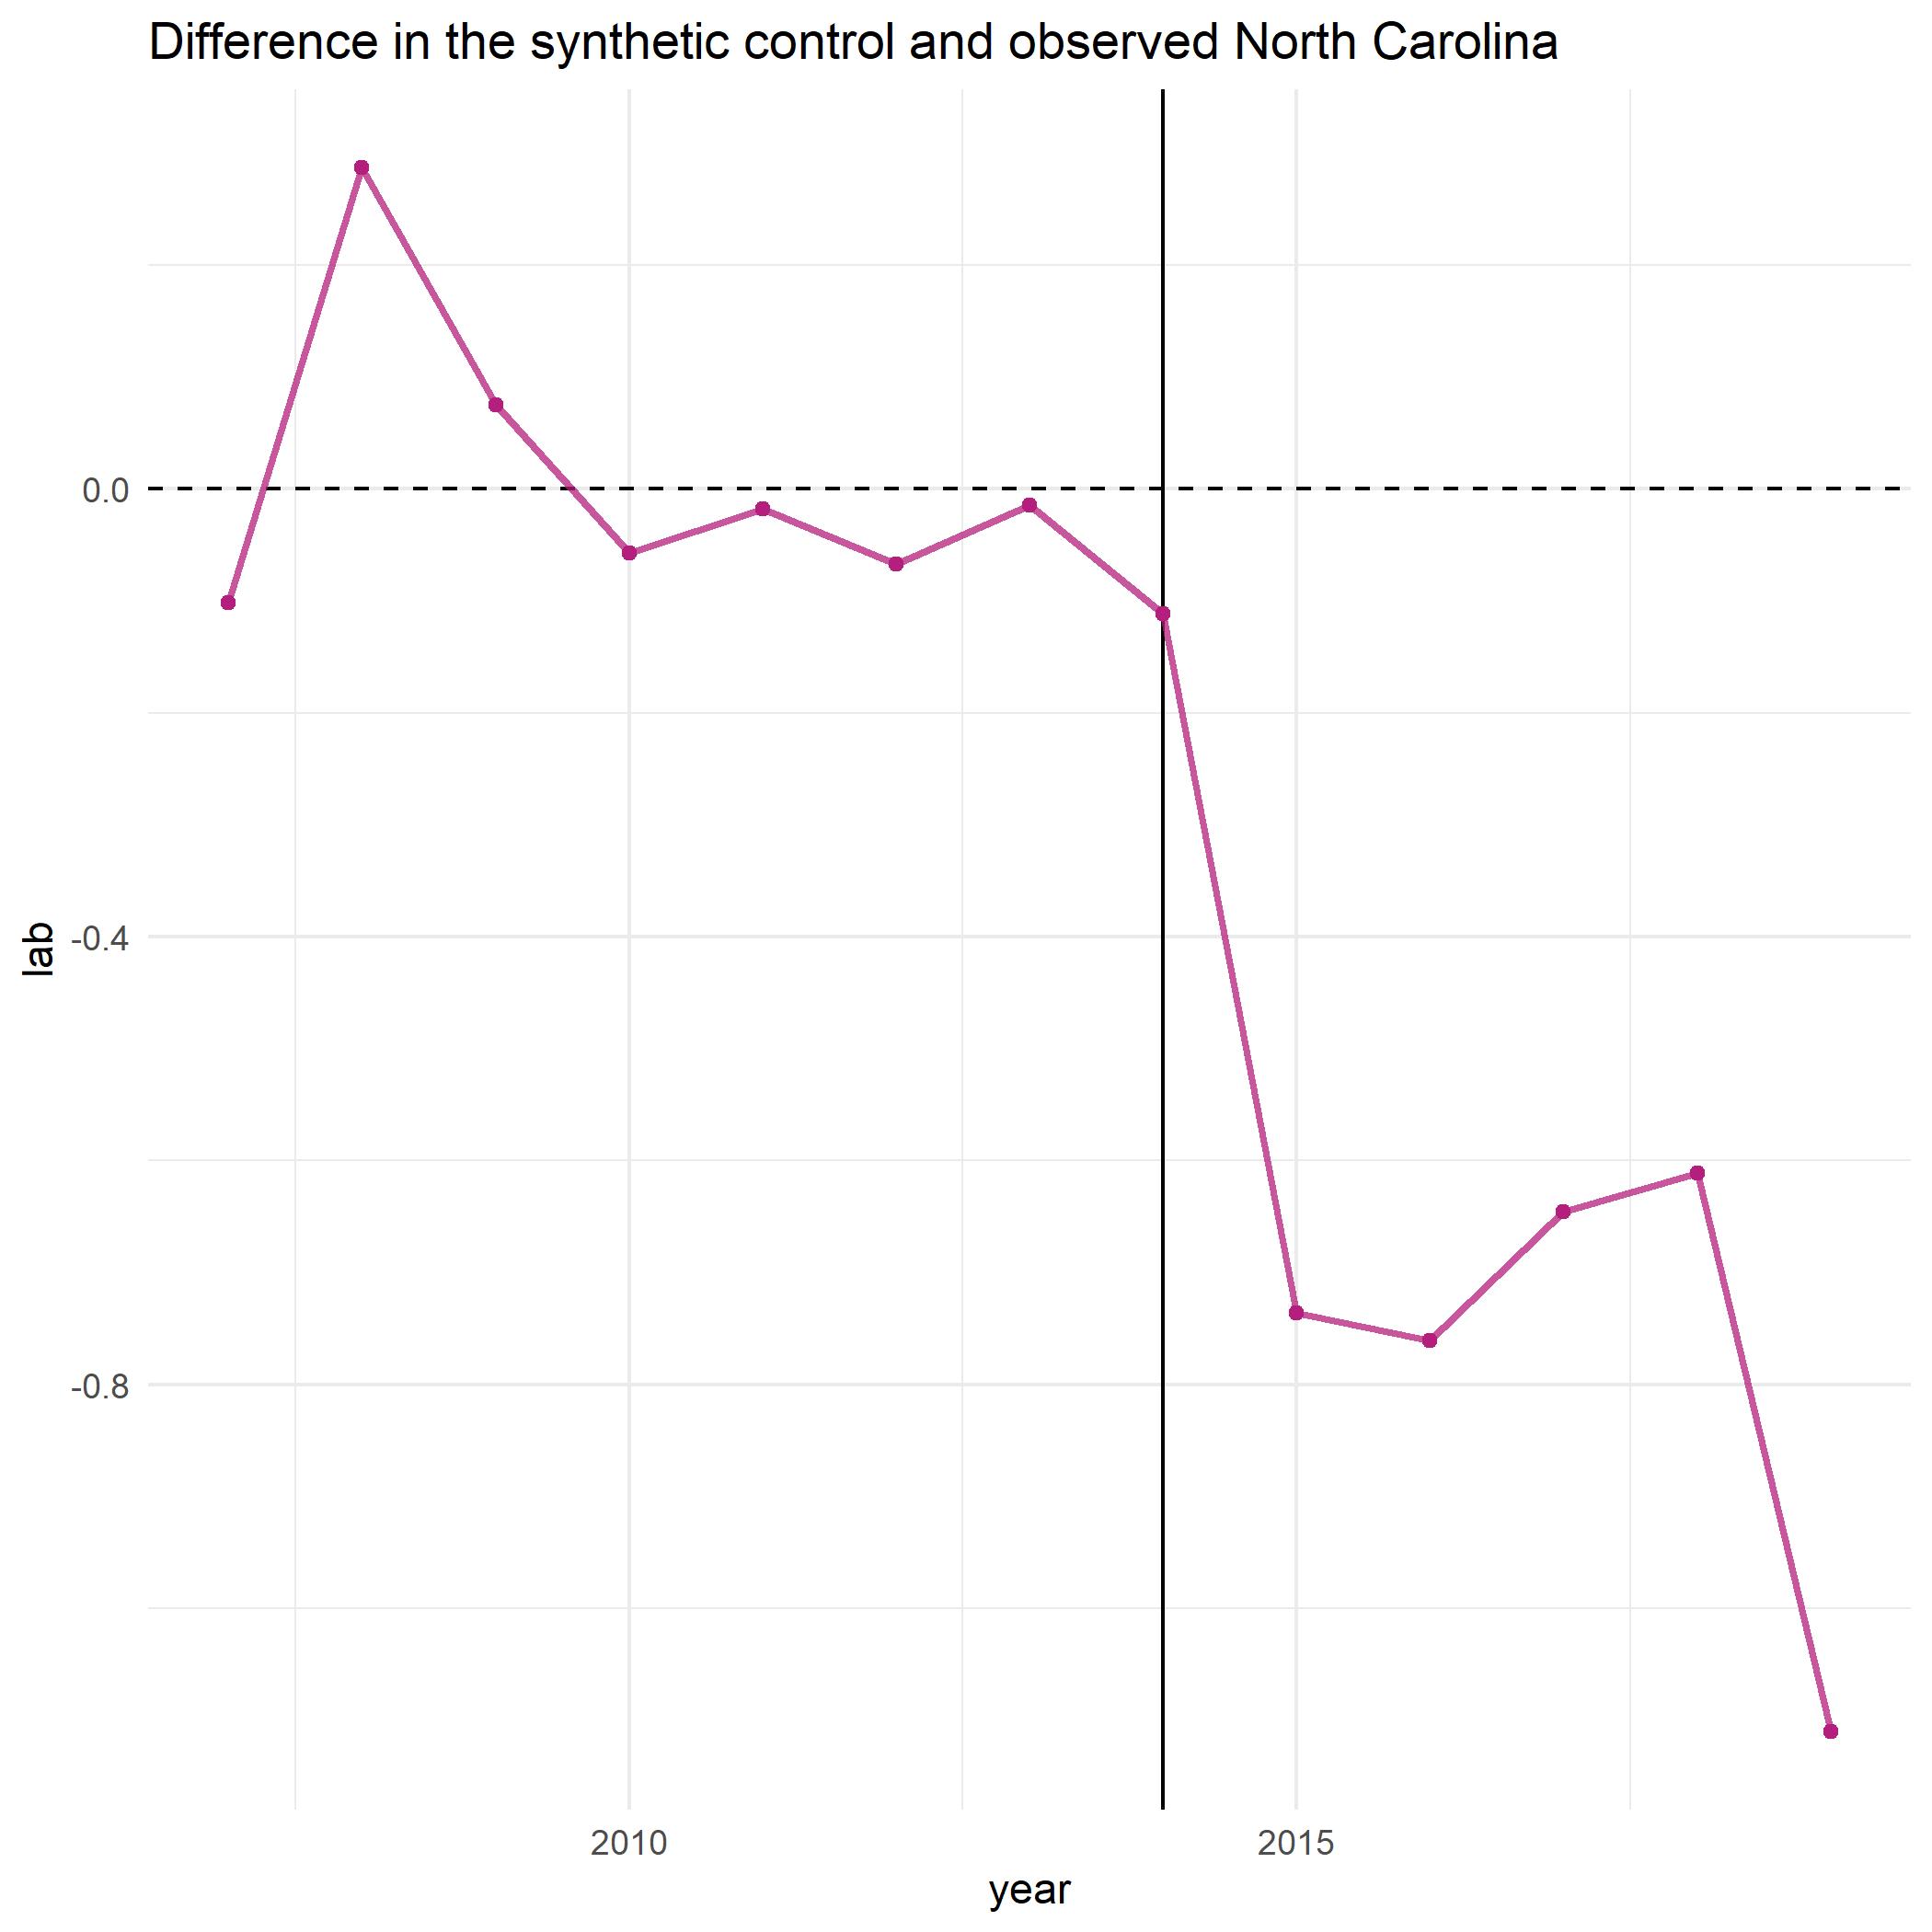 Difference in the synthetic control and observed North Carolina
0.0
-0.4
-0.8
lab
2010
2015
year